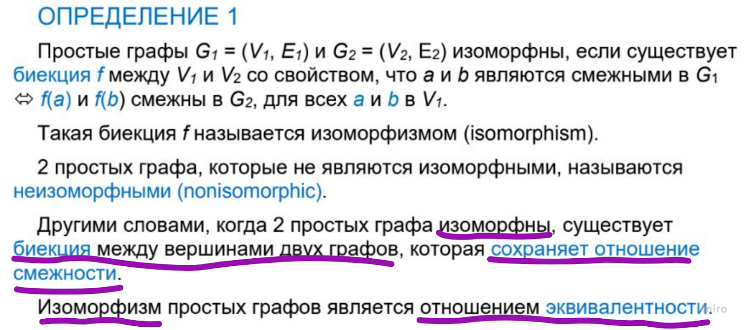 ОПРЕДЕЛЕНИЕ 1
Простые графы G₁ = (V₁, E₁) и G₂ = (V₂, E₂) изоморфны, если существует
биекция f между V₁ и V₂ со свойством, что a и b являются смежными в G₁
⇔ f(a) и f(b) смежны в G₂, для всех a и b в V₁.
Такая биекция f называется изоморфизмом (isomorphism).
2 простых графа, которые не являются изоморфными, называются
неизоморфными (nonisomorphic).
Другими словами, когда 2 простых графа изоморфны, существует
биекция между вершинами двух графов, которая сохраняет отношение
смежности.
Изоморфизм простых графов является отношением эквивалентности.